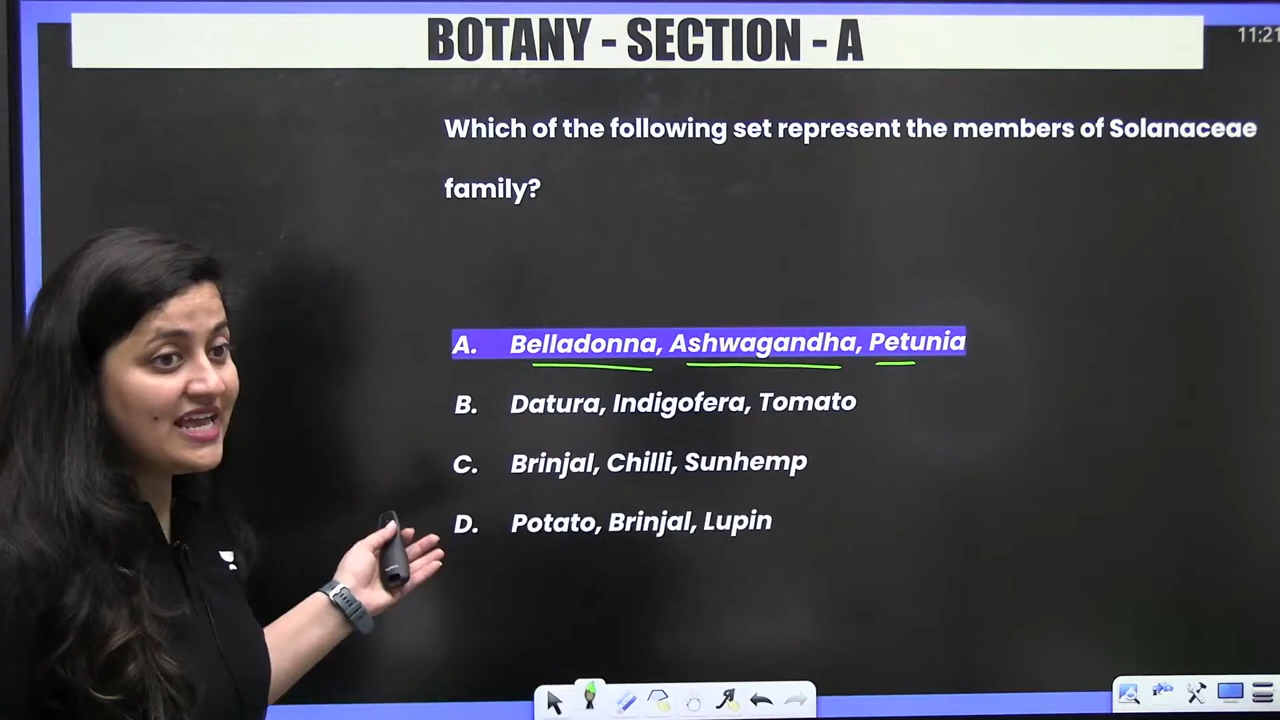 BOTANY - SECTION - A
11:21
Which of the following set represent the members of Solanaceae
family?
A. Belladonna, Ashwagandha, Petunia
B. Datura, Indigofera, Tomato
C. Brinjal, Chilli, Sunhemp
D. Potato, Brinjal, Lupin